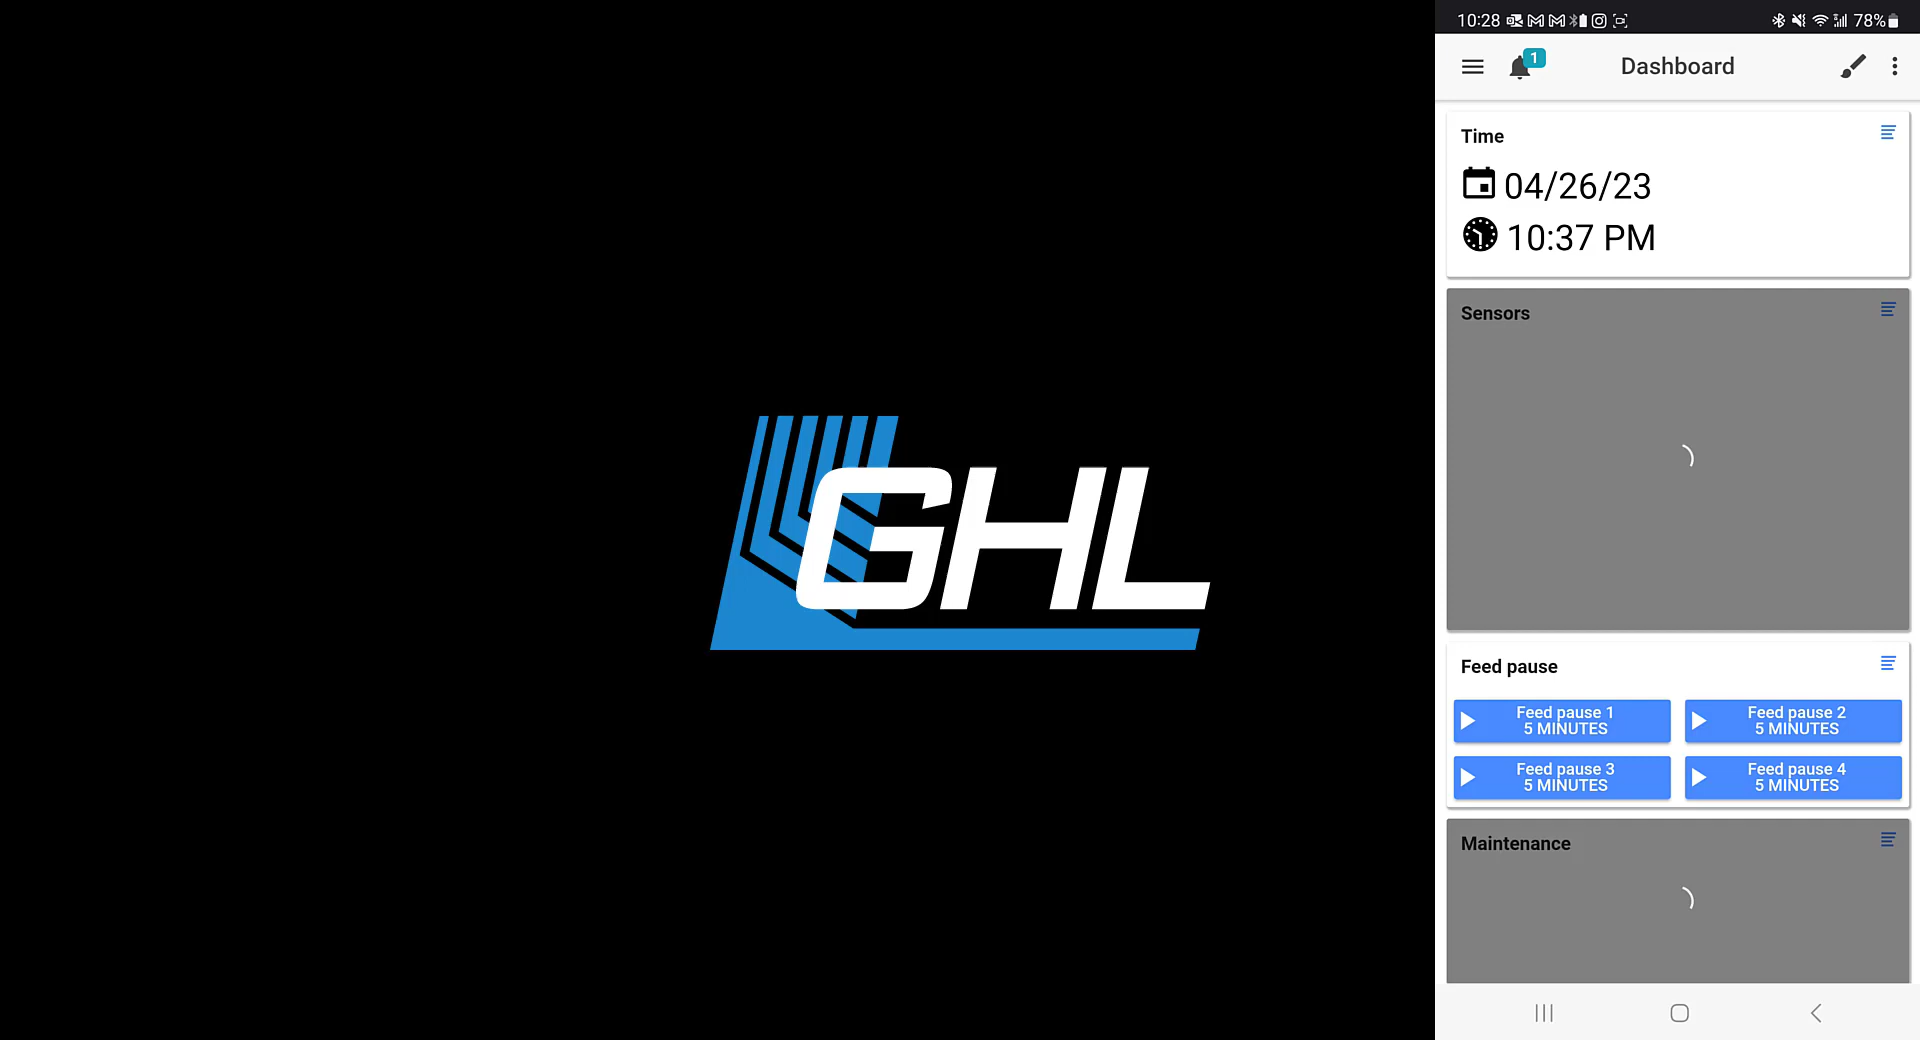 GHL
10:28
78%
1
Dashboard
Time
04/26/23
10:37 PM
Sensors
Feed pause
Feed pause 1
5 MINUTES
Feed pause 2
5 MINUTES
Feed pause 3
5 MINUTES
Feed pause 4
5 MINUTES
Maintenance